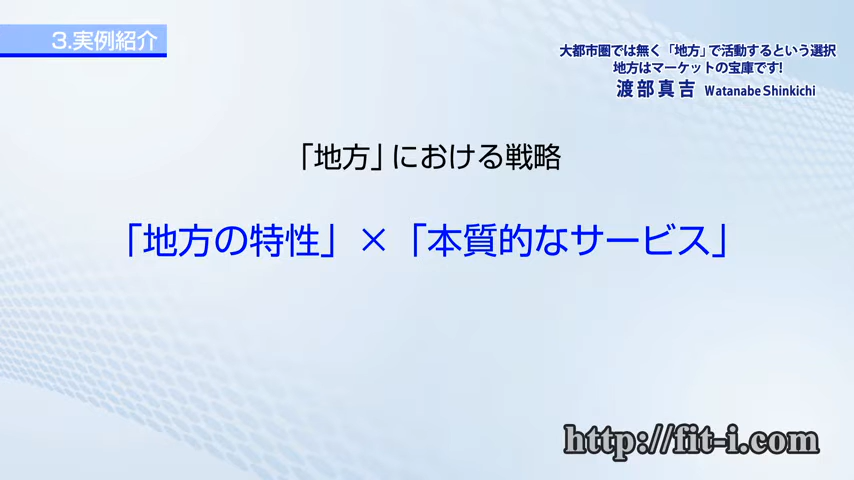 3.実例紹介
大都市圏では無く「地方」で活動するという選択
地方はマーケットの宝庫です!
渡部真吉 Watanabe Shinkichi
「地方」における戦略
「地方の特性」×「本質的なサービス」
http://fit-i.com